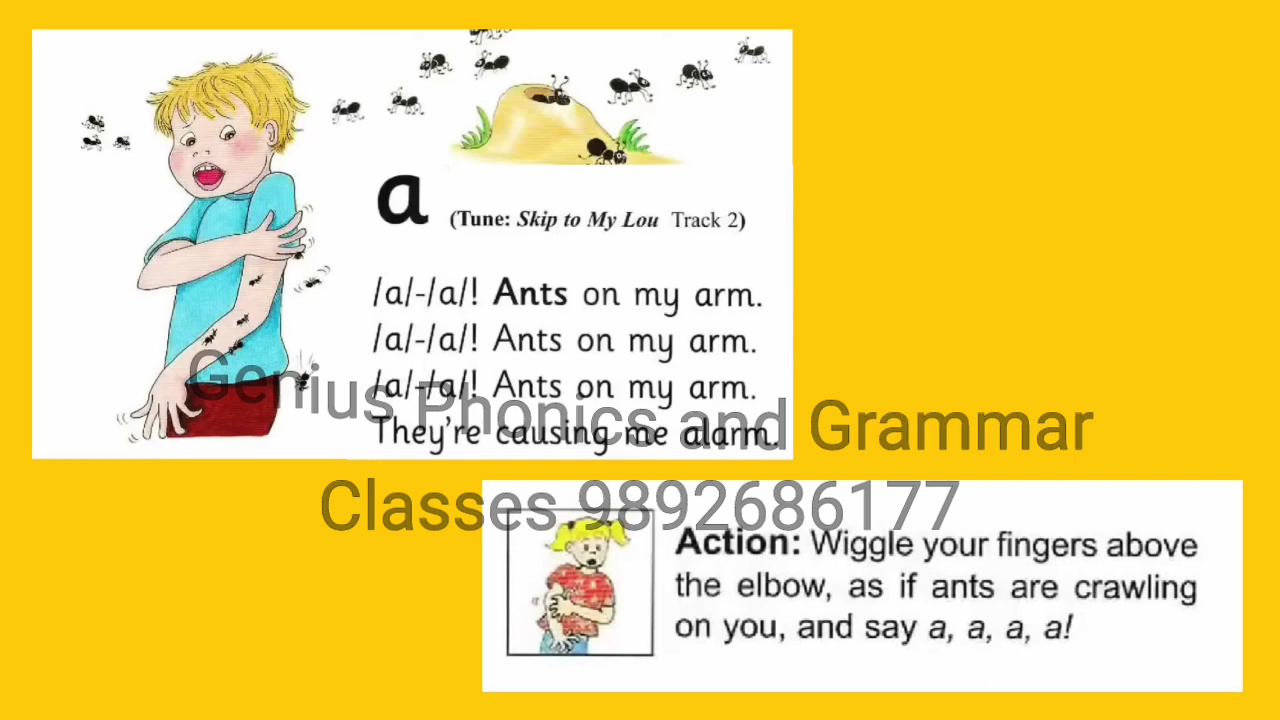 a (Tune: Skip to My Lou Track 2)
/a/-/a/! Ants on my arm.
/a/-/a/! Ants on my arm.
/a/-/a/! Ants on my arm.
They're causing me alarm.
Genius Phonics and Grammar
Classes 9892686177
Action: Wiggle your fingers above
the elbow, as if ants are crawling
on you, and say a, a, a, a!